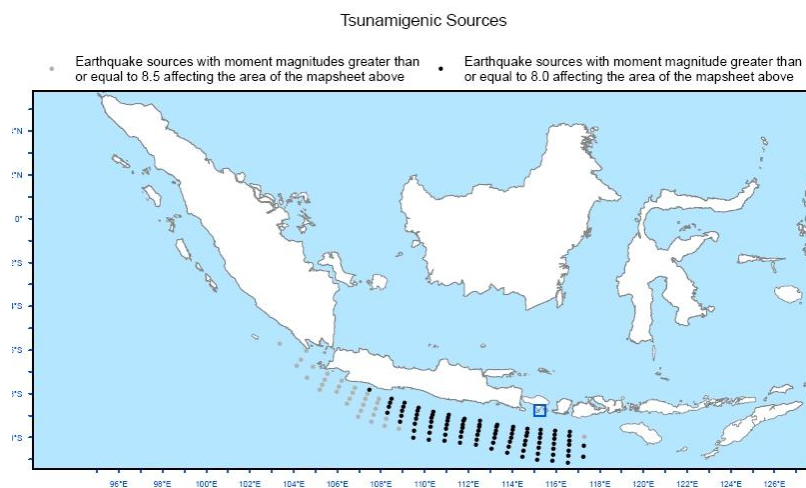 Tsunamigenic Sources
Earthquake sources with moment magnitudes greater than
or equal to 8.5 affecting the area of the mapsheet above
Earthquake sources with moment magnitude greater than
or equal to 8.0 affecting the area of the mapsheet above
0°
96°E 98°E 100°E 102°E 104°E 106°E 108°E 110°E 112°E 114°E 116°E 118°E 120°E 122°E 124°E 126°E